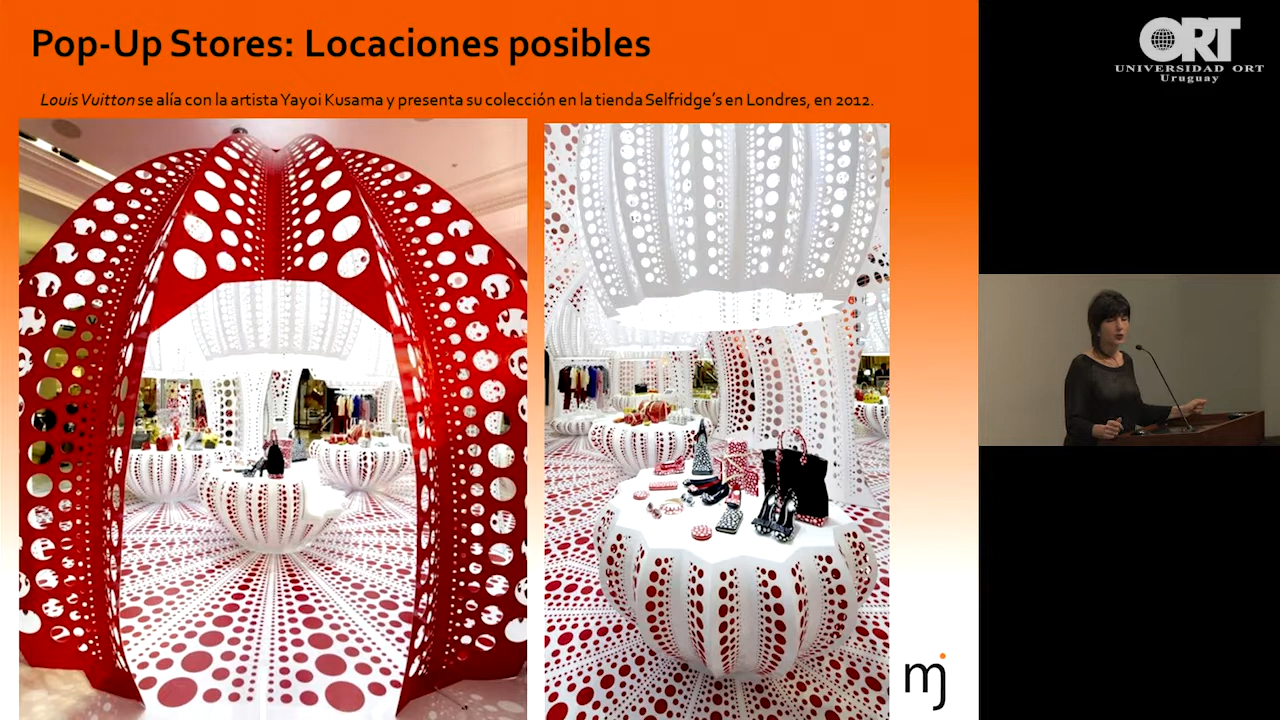 Pop-Up Stores: Locaciones posibles
Louis Vuitton se alía con la artista Yayoi Kusama y presenta su colección en la tienda Selfridge's en Londres, en 2012.
mj
ORT
UNIVERSIDAD ORT
Uruguay